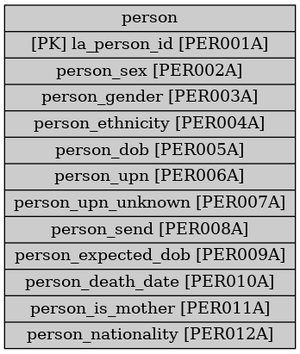 person
[PK] la_person_id [PER001A]
person_sex [PER002A]
person_gender [PER003A]
person_ethnicity [PER004A]
person_dob [PER005A]
person_upn [PER006A]
person_upn_unknown [PER007A]
person_send [PER008A]
person_expected_dob [PER009A]
person_death_date [PER010A]
person_is_mother [PER011A]
person_nationality [PER012A]